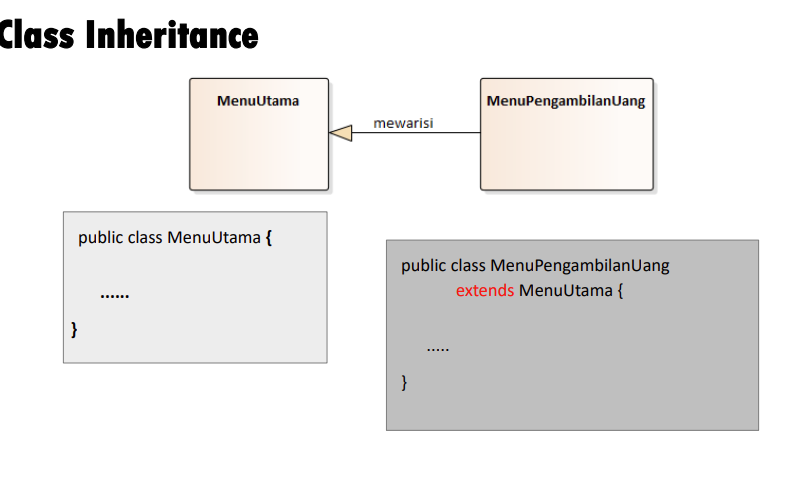 Class Inheritance
MenuUtama
MenuPengambilanUang
mewarisi
public class MenuUtama {
......
}
public class MenuPengambilanUang
extends MenuUtama {
.....
}